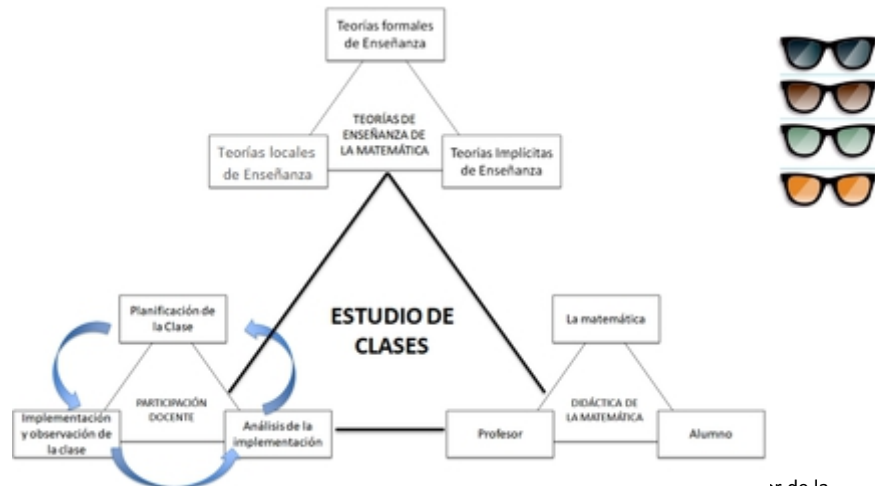 Teorías formales
de Enseñanza
TEORÍAS DE
ENSEÑANZA DE
LA MATEMÁTICA
Teorías locales
de Enseñanza
Teorías Implícitas
de Enseñanza
Planificación de
la Clase
ESTUDIO DE
CLASES
La matemática
PARTICIPACIÓN
DOCENTE
Implementación
y observación de
la clase
Análisis de la
implementación
DIDÁCTICA DE
LA MATEMÁTICA
Profesor
Alumno
de la